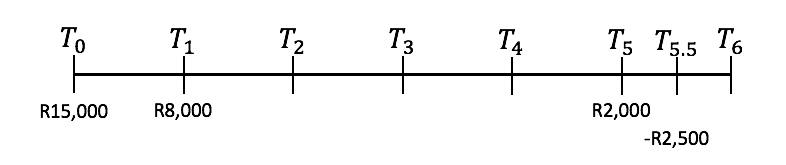 T0 T1 T2 T3 T4 T5 T5.5 T6
R15,000 R8,000 R2,000
-R2,500